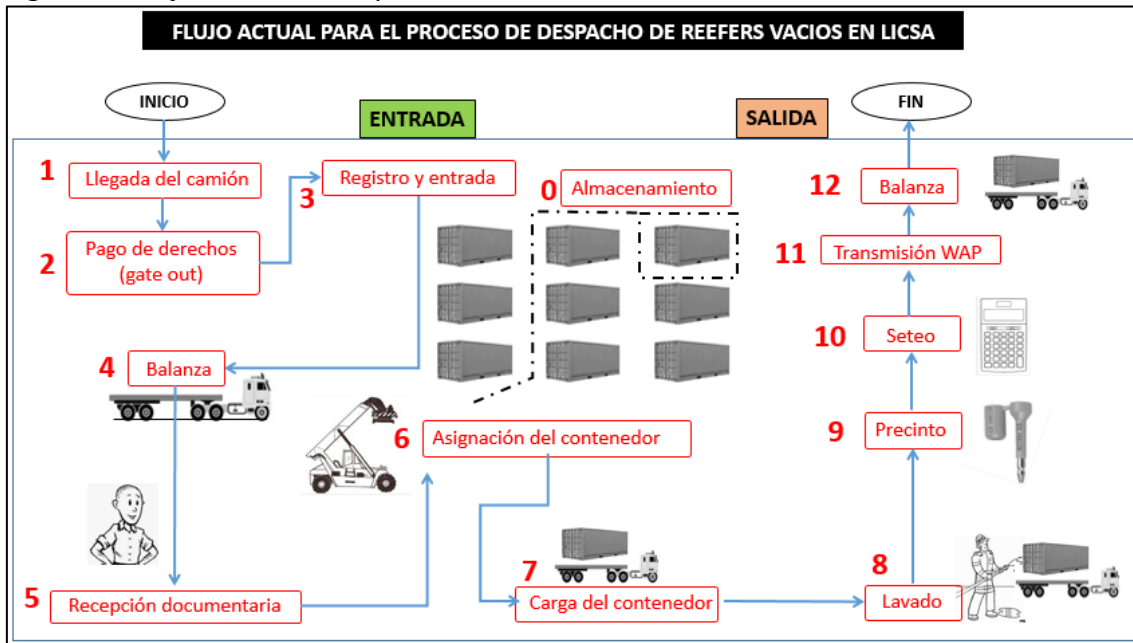 FLUJO ACTUAL PARA EL PROCESO DE DESPACHO DE REEFERS VACIOS EN LICSA
INICIO
ENTRADA
SALIDA
FIN
1
Llegada del camión
2
Pago de derechos
(gate out)
3
Registro y entrada
0
Almacenamiento
4
Balanza
5
Recepción documentaria
6
Asignación del contenedor
7
Carga del contenedor
8
Lavado
9
Precinto
10
Seteo
11
Transmisión WAP
12
Balanza